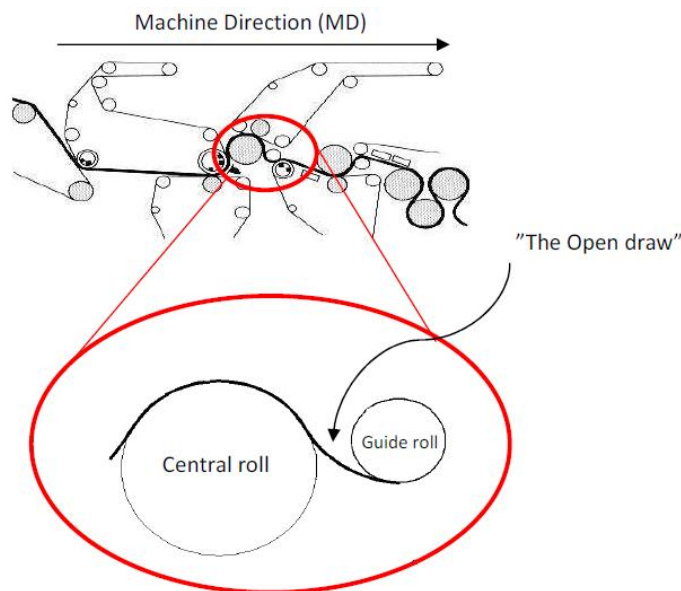 Machine Direction (MD)
”The Open draw”
Guide roll
Central roll